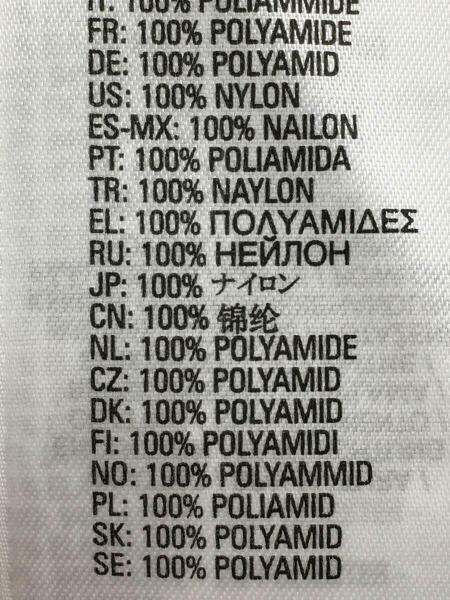 IT: 100% POLIAMMIDE
FR: 100% POLYAMIDE
DE: 100% POLYAMID
US: 100% NYLON
ES-MX: 100% NAILON
PT: 100% POLIAMIDA
TR: 100% NAYLON
EL: 100% ΠΟΛΥΑΜΙΔΕΣ
RU: 100% НЕЙЛОН
JP: 100% ナイロン
CN: 100% 锦纶
NL: 100% POLYAMIDE
CZ: 100% POLYAMID
DK: 100% POLYAMID
FI: 100% POLYAMIDI
NO: 100% POLYAMMID
PL: 100% POLIAMID
SK: 100% POLYAMID
SE: 100% POLYAMID